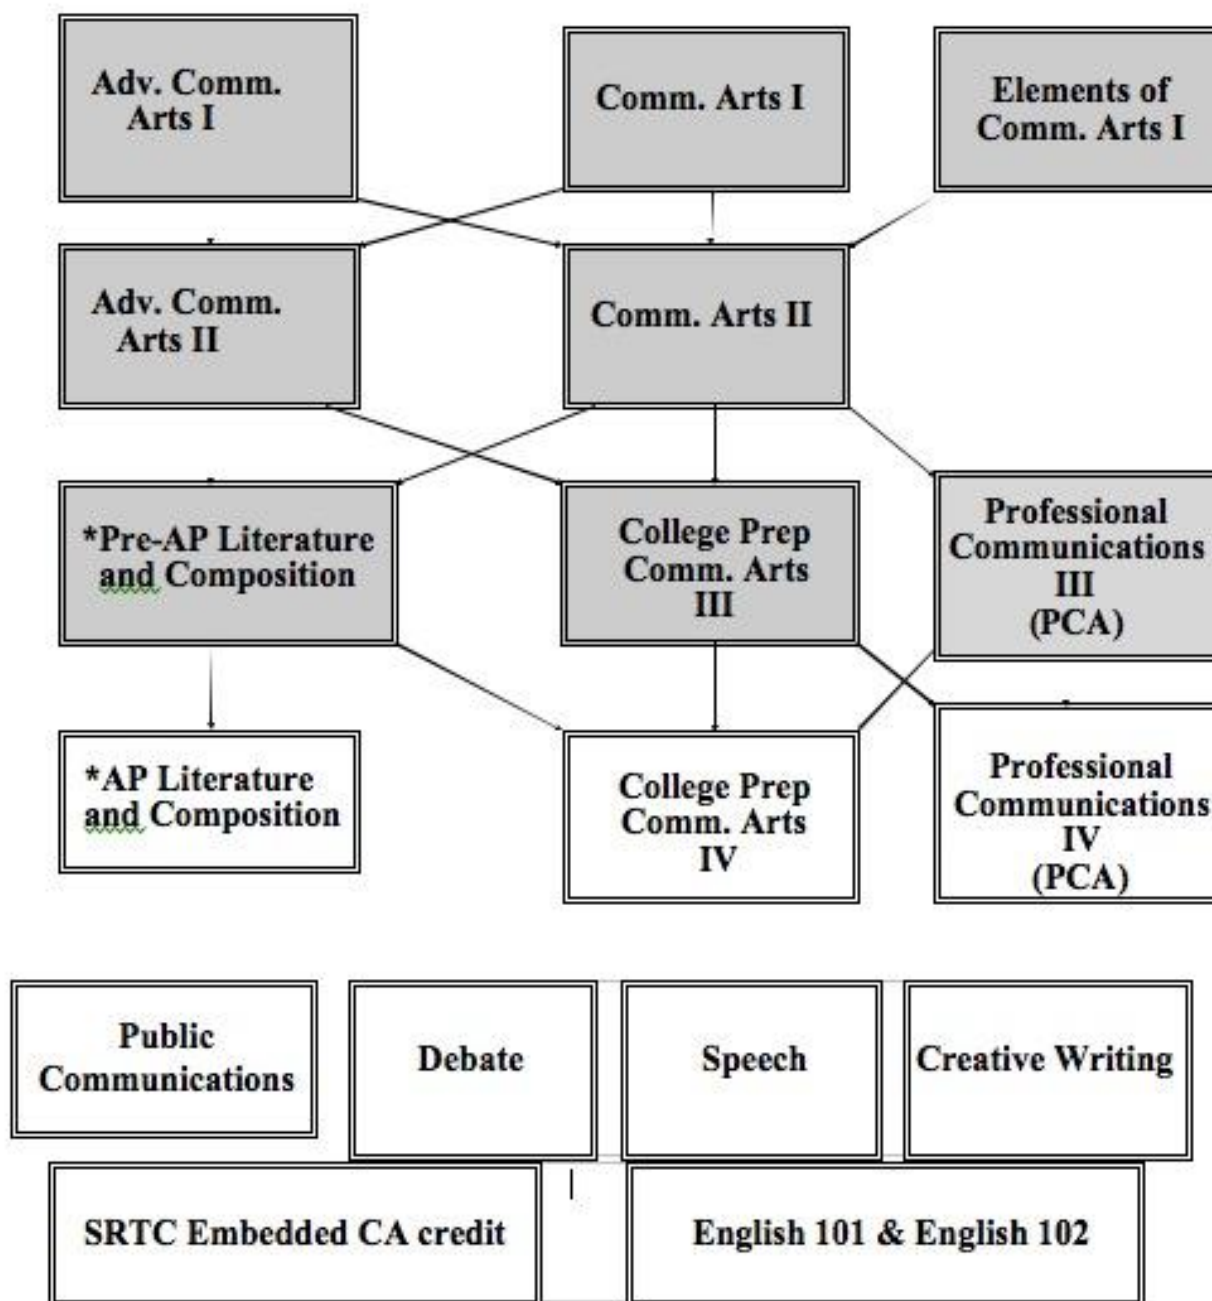 Adv. Comm.
Arts I
Comm. Arts I
Elements of
Comm. Arts I
Adv. Comm.
Arts II
Comm. Arts II
*Pre-AP Literature
and Composition
College Prep
Comm. Arts
III
Professional
Communications
III
(PCA)
*AP Literature
and Composition
College Prep
Comm. Arts
IV
Professional
Communications
IV
(PCA)
Public
Communications
Debate
Speech
Creative Writing
SRTC Embedded CA credit
English 101 & English 102